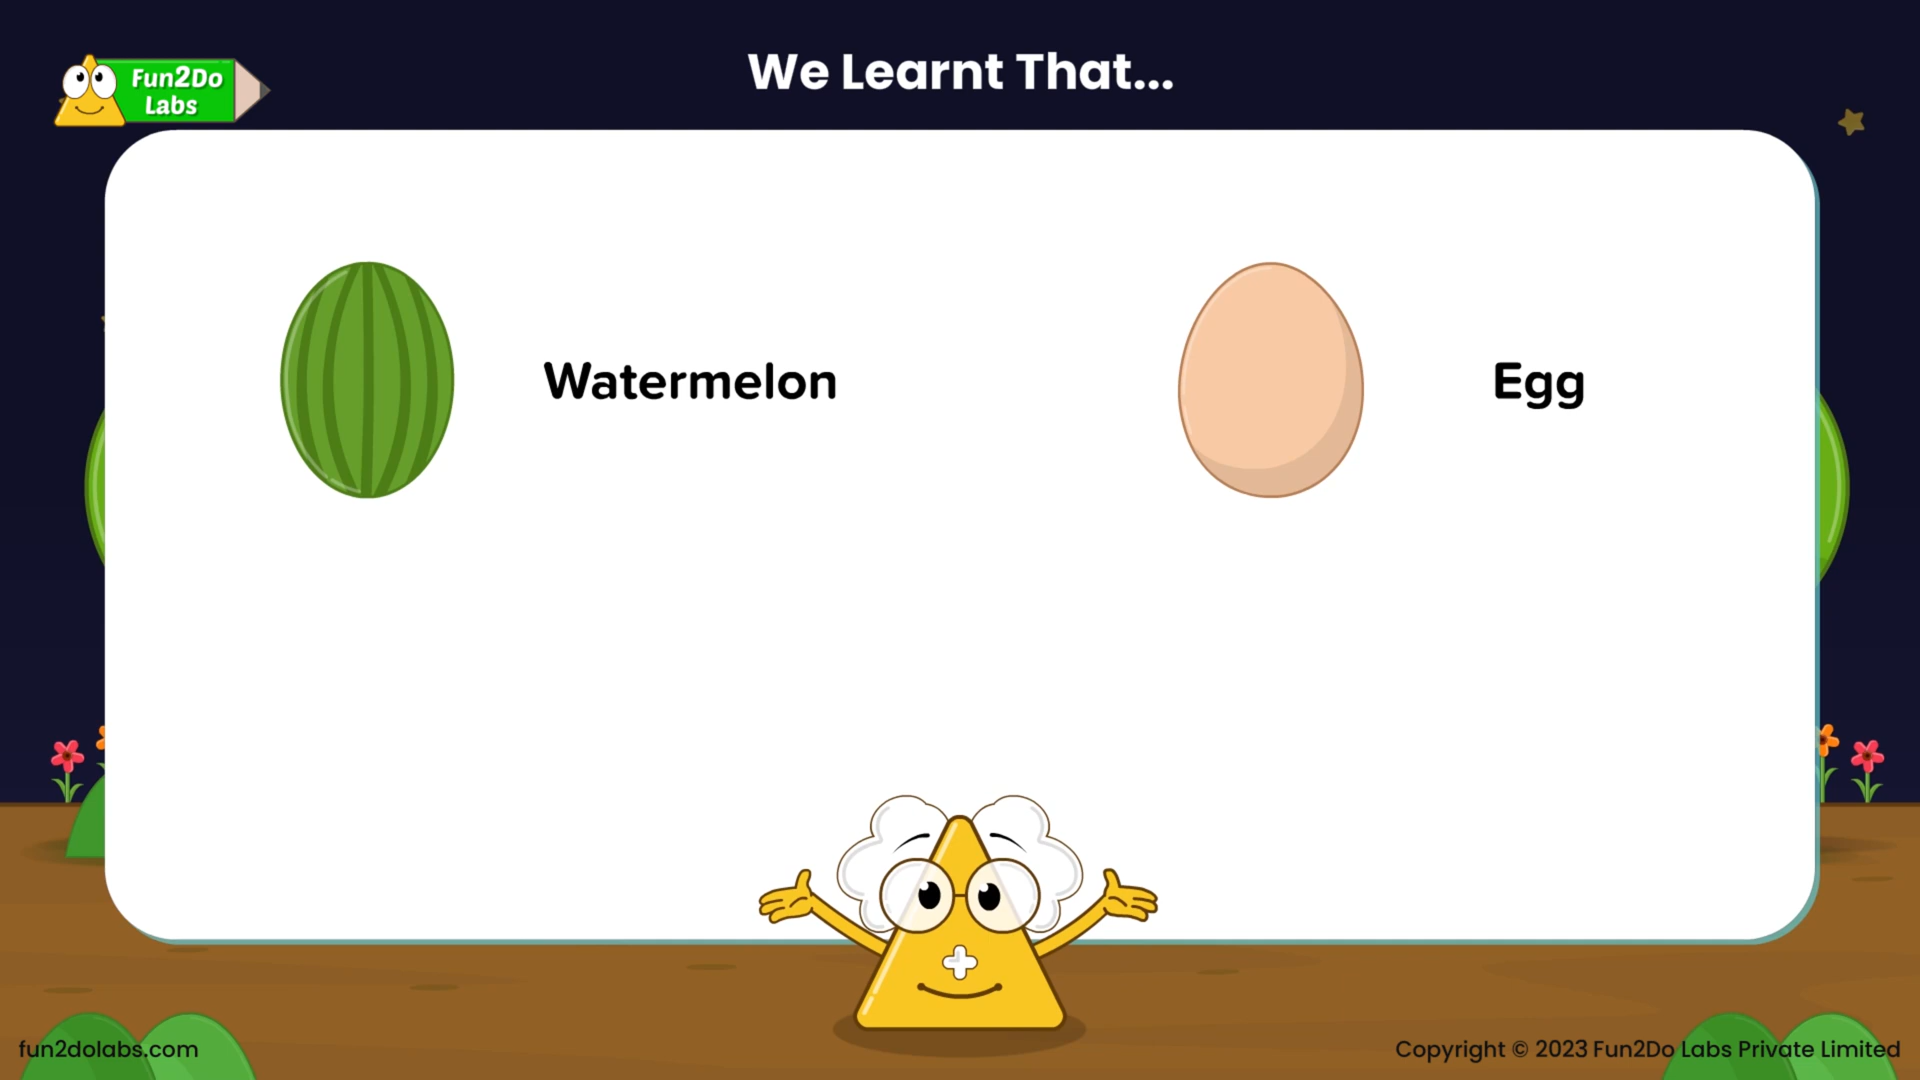 Fun2Do
Labs
We Learnt That...
Watermelon
Egg
fun2dolabs.com
Copyright © 2023 Fun2Do Labs Private Limited